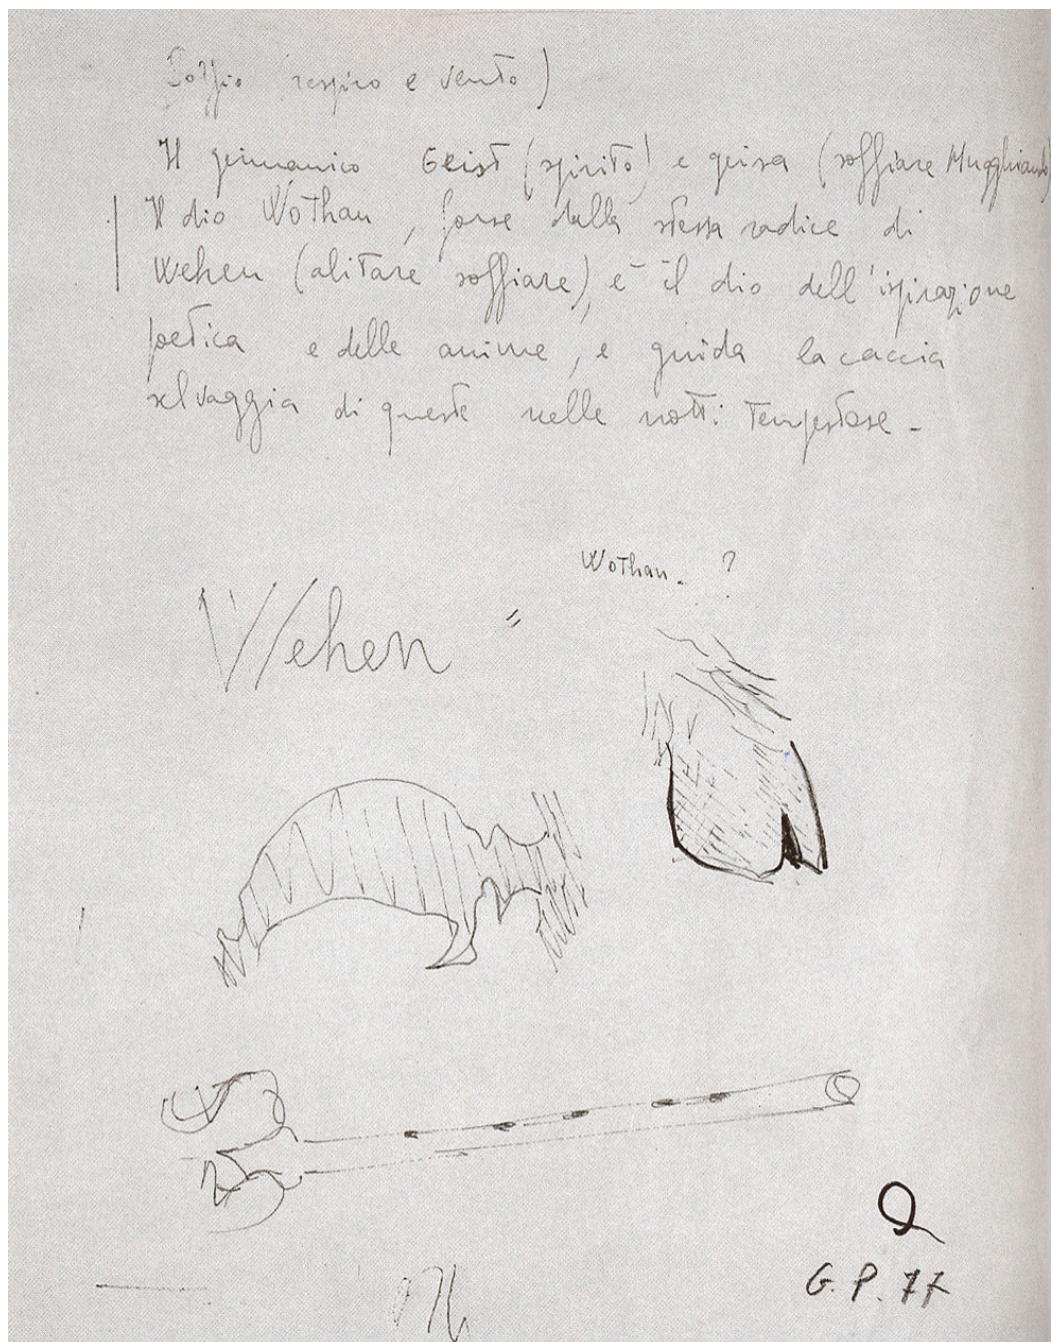 Soffio (respiro e vento)
Il germanico Geist (spirito) e geisa (soffiare Mugghiando)
Il dio Wothan, forse dalla stessa radice di
Wehen (alitare soffiare), è il dio dell'ispirazione
poetica e delle anime, e guida la caccia
selvaggia di queste nelle notti Tempestose -
Wothan - ?
Wehen "
G. P. 77